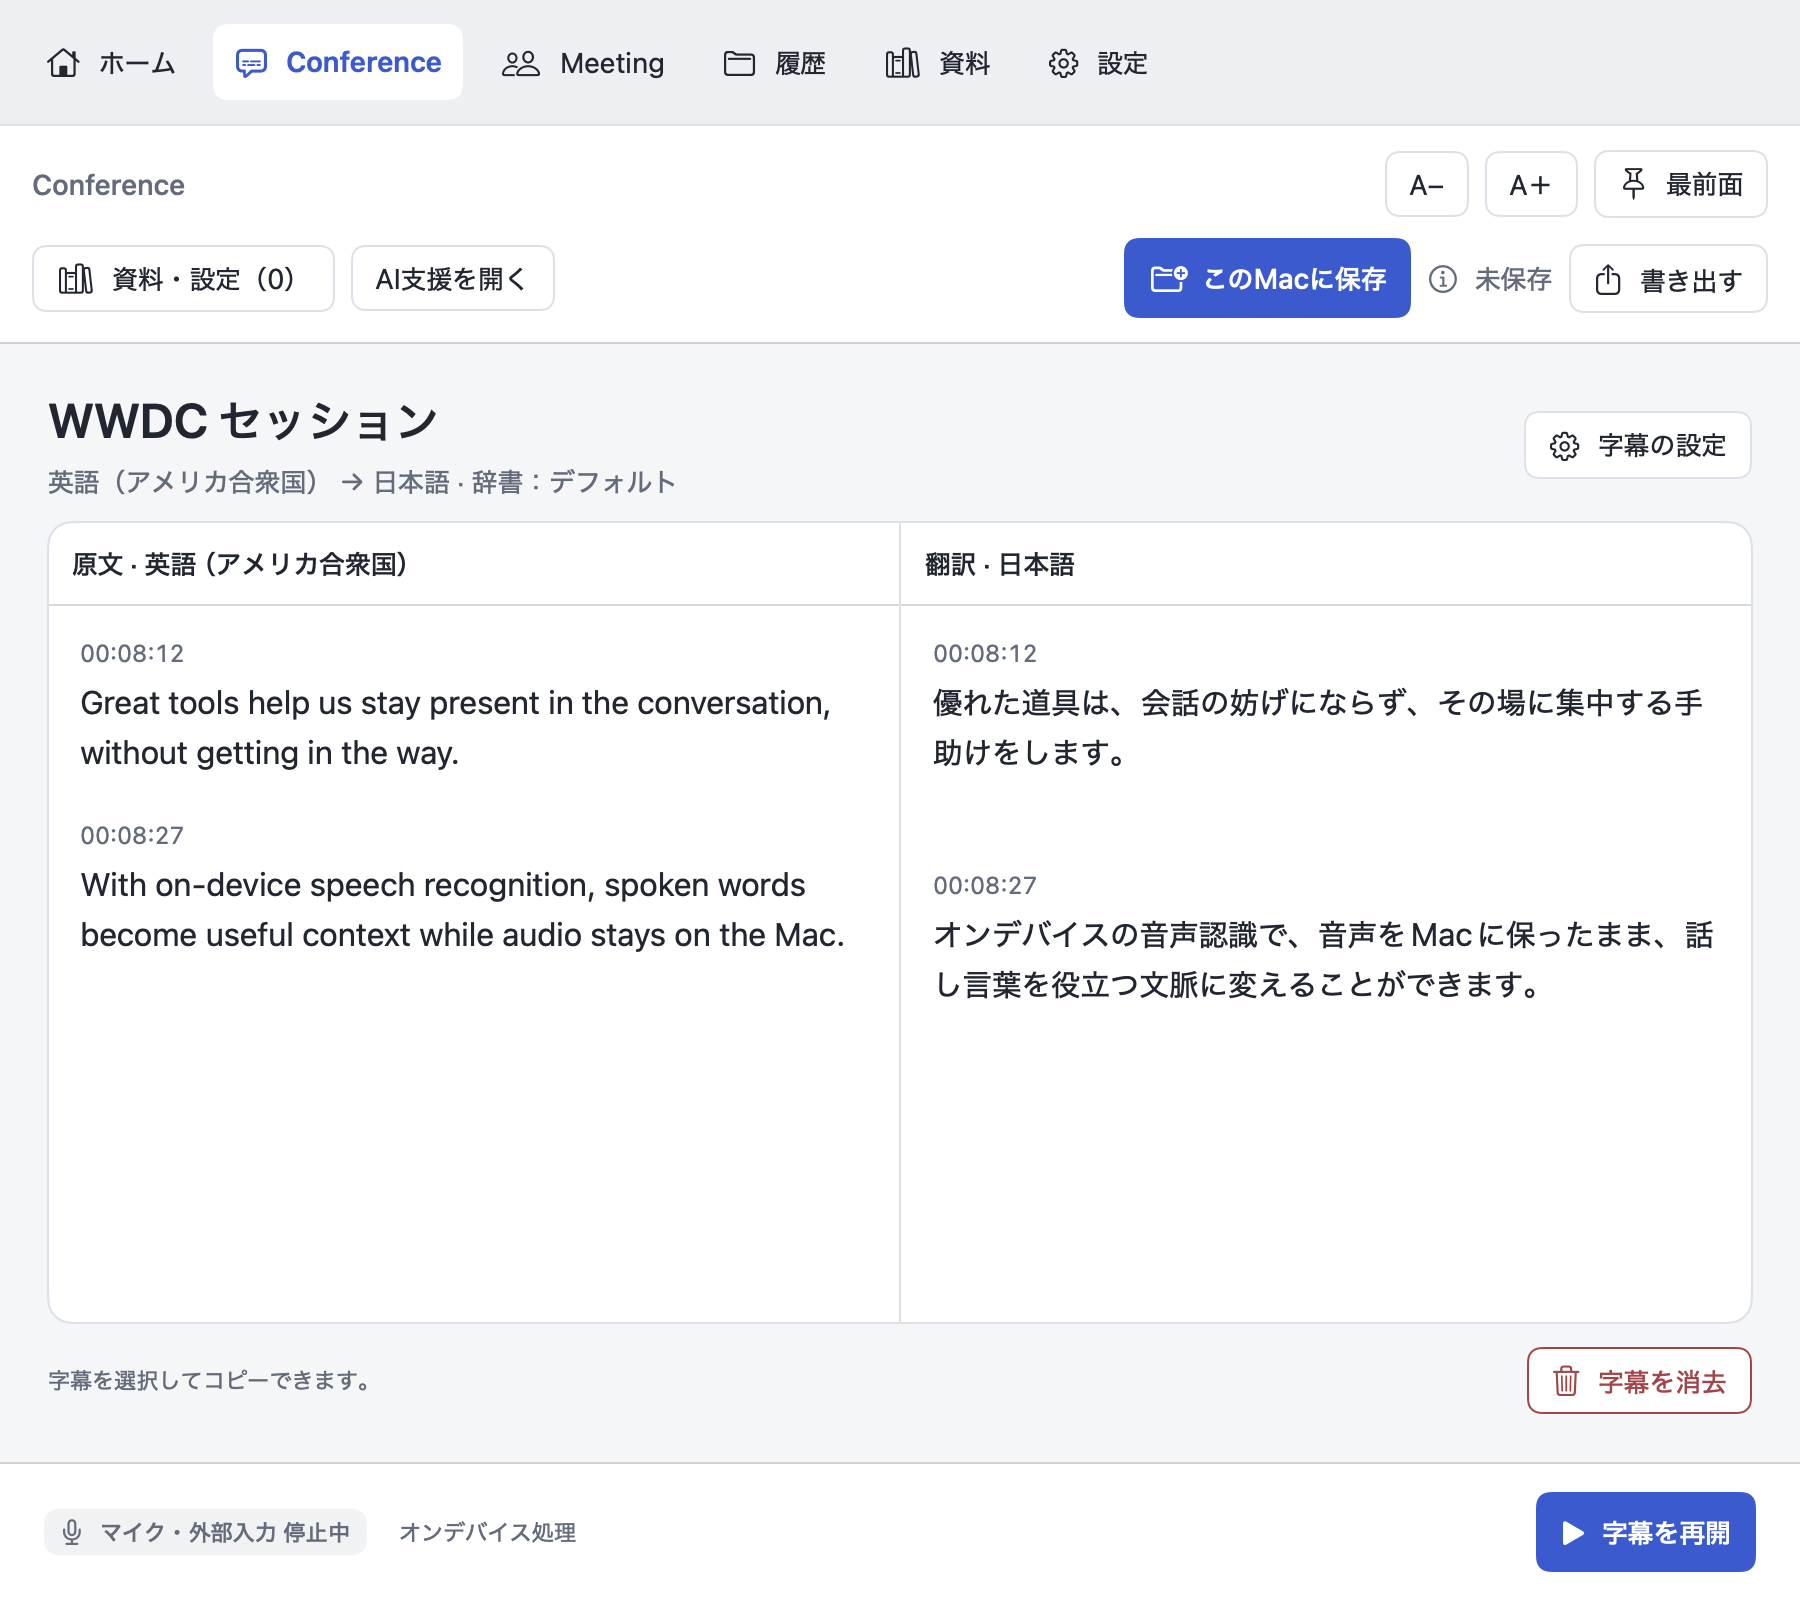 ホーム
Conference
Meeting
履歴
資料
設定
Conference
A−
A+
最前面
資料・設定（0）
AI支援を開く
このMacに保存
未保存
書き出す
WWDC セッション
字幕の設定
英語（アメリカ合衆国） → 日本語 · 辞書：デフォルト
原文 · 英語（アメリカ合衆国）
00:08:12
Great tools help us stay present in the conversation,
without getting in the way.
00:08:27
With on-device speech recognition, spoken words
become useful context while audio stays on the Mac.
翻訳 · 日本語
00:08:12
優れた道具は、会話の妨げにならず、その場に集中する手
助けをします。
00:08:27
オンデバイスの音声認識で、音声をMacに保ったまま、話
し言葉を役立つ文脈に変えることができます。
字幕を選択してコピーできます。
字幕を消去
マイク・外部入力 停止中
オンデバイス処理
字幕を再開